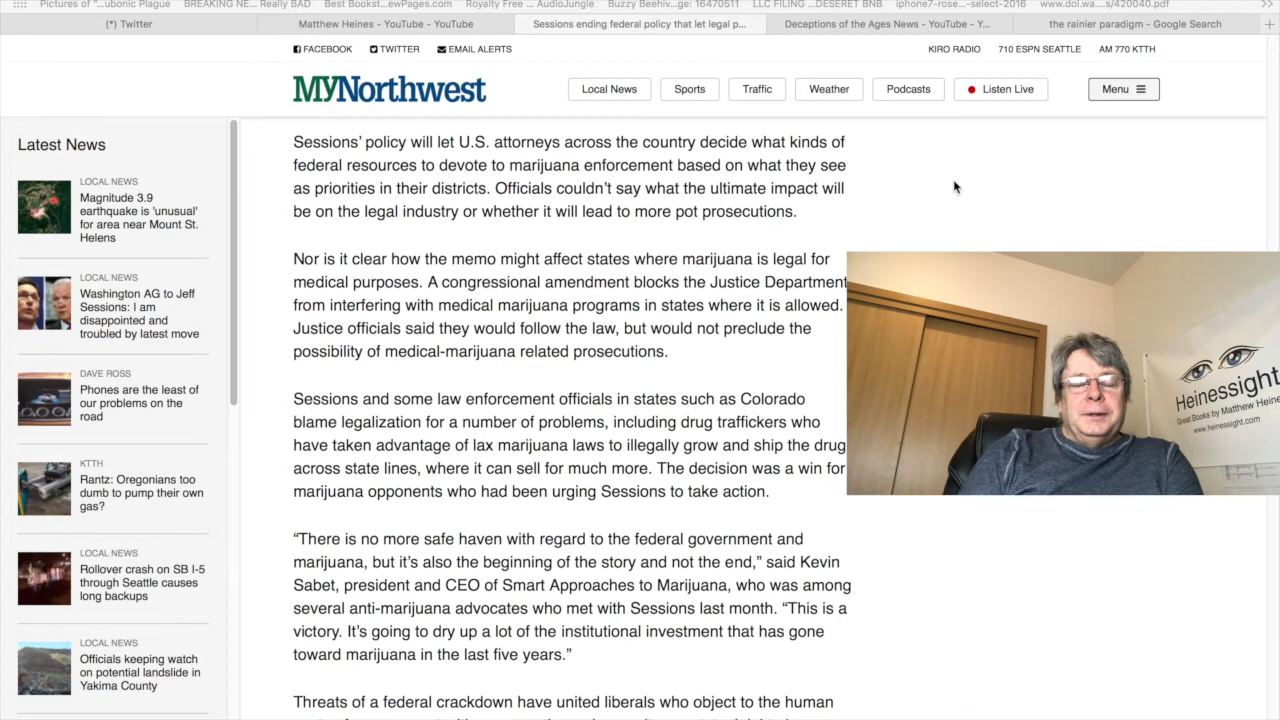 Pictures of "...ubonic Plague
BREAKING NE... Really BAD
Best Bookst...ewPages.com
Royalty Free ... AudioJungle
Buzzy Beehiv...ge: 16470511
LLC FILING ...DESERET BNB
iphone7-rose...-select-2016
www.dol.wa....s/420040.pdf
(*) Twitter
Matthew Heines - YouTube - YouTube
Sessions ending federal policy that let legal p...
Deceptions of the Ages News - YouTube - Y...
the rainier paradigm - Google Search
FACEBOOK
TWITTER
EMAIL ALERTS
KIRO RADIO
710 ESPN SEATTLE
AM 770 KTTH
MYNorthwest
Local News
Sports
Traffic
Weather
Podcasts
Listen Live
Menu
Latest News
LOCAL NEWS
Magnitude 3.9
earthquake is 'unusual'
for area near Mount St.
Helens
LOCAL NEWS
Washington AG to Jeff
Sessions: I am
disappointed and
troubled by latest move
DAVE ROSS
Phones are the least of
our problems on the
road
KTTH
Rantz: Oregonians too
dumb to pump their own
gas?
LOCAL NEWS
Rollover crash on SB I-5
through Seattle causes
long backups
LOCAL NEWS
Officials keeping watch
on potential landslide in
Yakima County
Sessions' policy will let U.S. attorneys across the country decide what kinds of
federal resources to devote to marijuana enforcement based on what they see
as priorities in their districts. Officials couldn't say what the ultimate impact will
be on the legal industry or whether it will lead to more pot prosecutions.
Nor is it clear how the memo might affect states where marijuana is legal for
medical purposes. A congressional amendment blocks the Justice Department
from interfering with medical marijuana programs in states where it is allowed.
Justice officials said they would follow the law, but would not preclude the
possibility of medical-marijuana related prosecutions.
Sessions and some law enforcement officials in states such as Colorado
blame legalization for a number of problems, including drug traffickers who
have taken advantage of lax marijuana laws to illegally grow and ship the drug
across state lines, where it can sell for much more. The decision was a win for
marijuana opponents who had been urging Sessions to take action.
“There is no more safe haven with regard to the federal government and
marijuana, but it's also the beginning of the story and not the end,” said Kevin
Sabet, president and CEO of Smart Approaches to Marijuana, who was among
several anti-marijuana advocates who met with Sessions last month. “This is a
victory. It's going to dry up a lot of the institutional investment that has gone
toward marijuana in the last five years.”
Threats of a federal crackdown have united liberals who object to the human
Heinessight
Great Books by Matthew Heine
www.heinessight.com